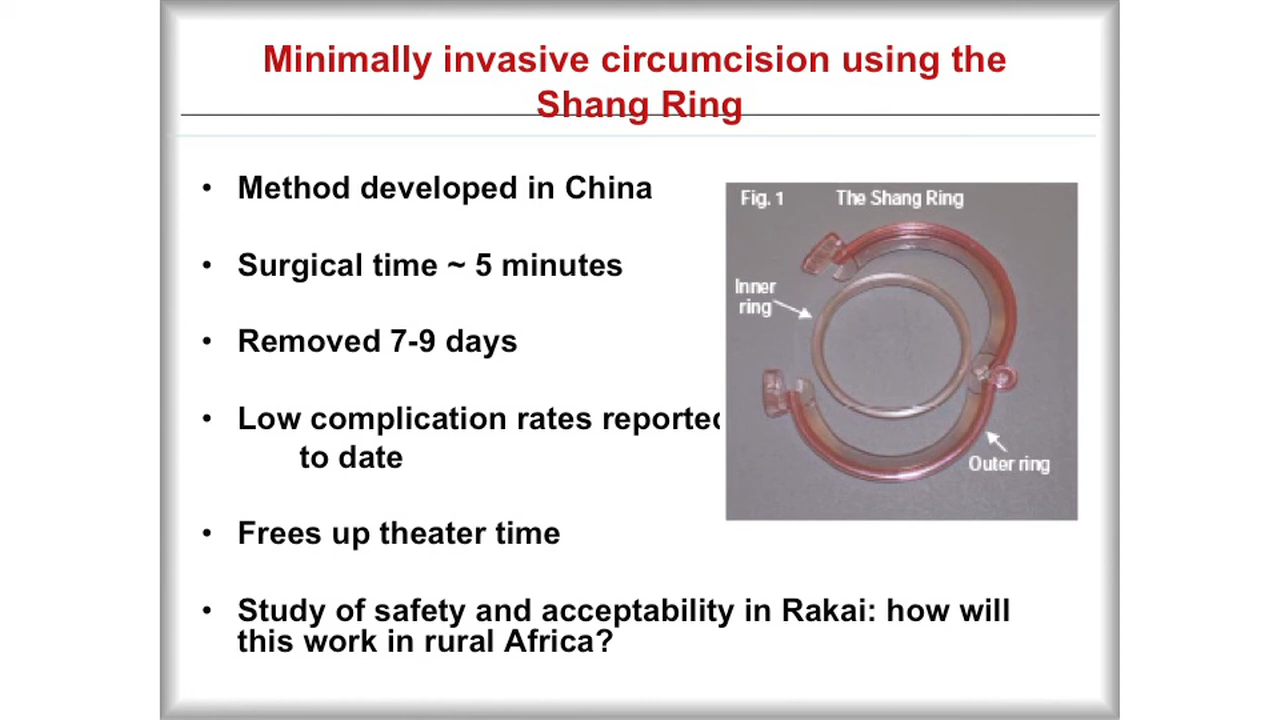 Minimally invasive circumcision using the
Shang Ring
• Method developed in China
• Surgical time ~ 5 minutes
• Removed 7-9 days
• Low complication rates reported
to date
• Frees up theater time
• Study of safety and acceptability in Rakai: how will
this work in rural Africa?
Fig. 1 The Shang Ring
Inner
ring
Outer ring